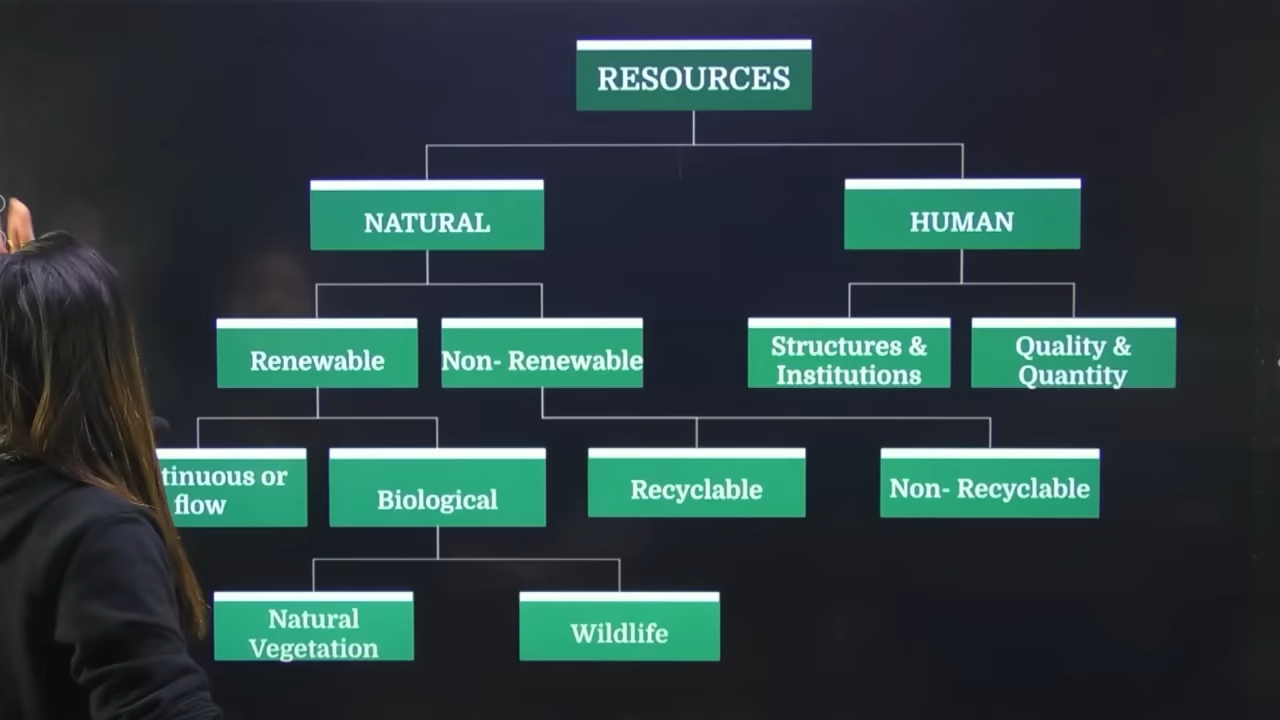 RESOURCES
NATURAL
HUMAN
Renewable
Non- Renewable
Structures &
Institutions
Quality &
Quantity
tinuous or
flow
Biological
Recyclable
Non- Recyclable
Natural
Vegetation
Wildlife